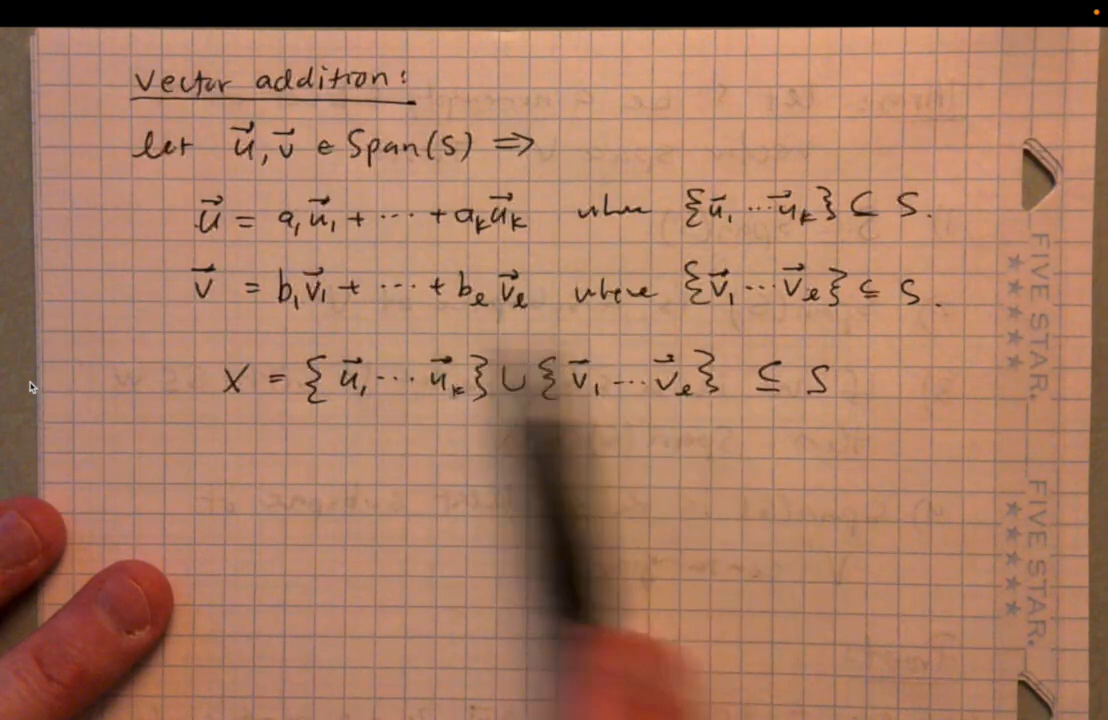 Vector addition:
let u⃗, v⃗ ∈ Span(S) ⇒
u⃗ = a₁u⃗₁ + ⋯ + aₖu⃗ₖ where {u⃗₁ ⋯ u⃗ₖ} ⊆ S.
v⃗ = b₁v⃗₁ + ⋯ + bₑv⃗ₑ where {v⃗₁ ⋯ v⃗ₑ} ⊆ S.
X = {u⃗₁ ⋯ u⃗ₖ} ∪ {v⃗₁ ⋯ v⃗ₑ} ⊆ S
FIVE STAR.
FIVE STAR.